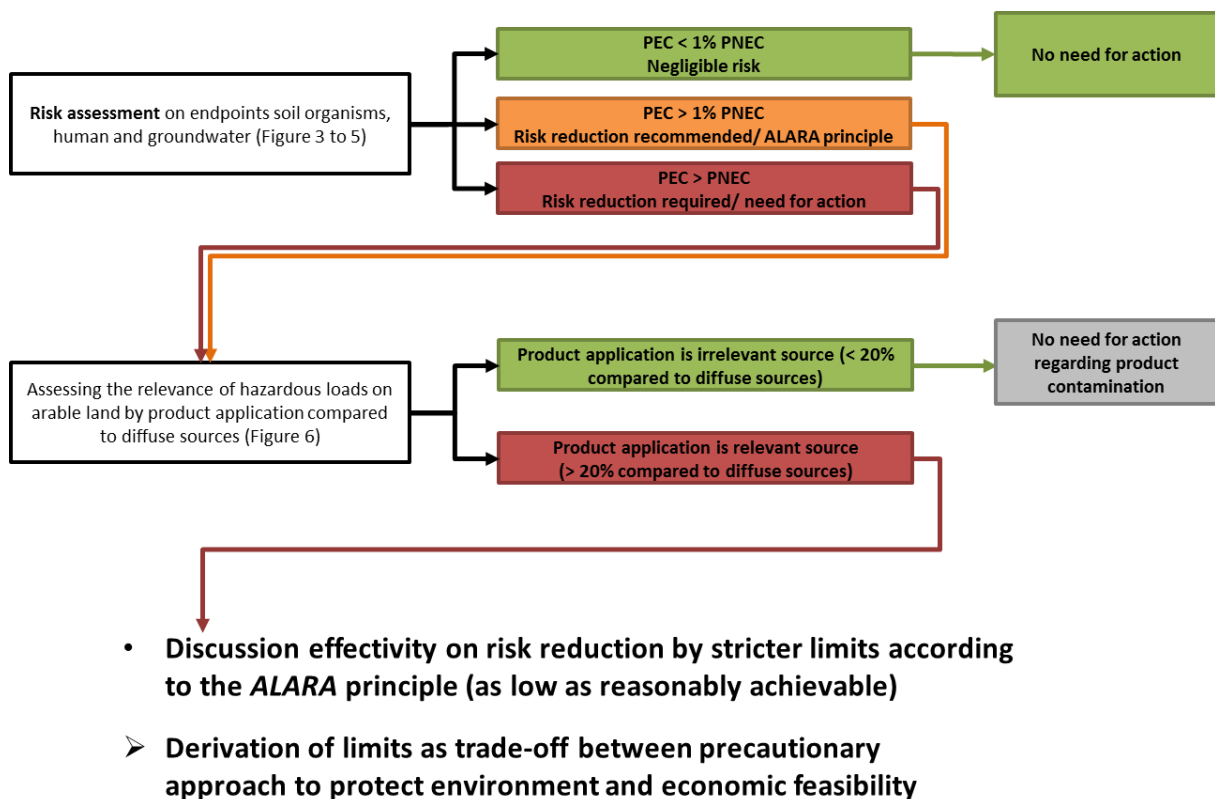 PEC < 1% PNEC
Negligible risk
No need for action
Risk assessment on endpoints soil organisms,
human and groundwater (Figure 3 to 5)
PEC > 1% PNEC
Risk reduction recommended/ ALARA principle
PEC > PNEC
Risk reduction required/ need for action
Assessing the relevance of hazardous loads on
arable land by product application compared
to diffuse sources (Figure 6)
Product application is irrelevant source (< 20%
compared to diffuse sources)
No need for action
regarding product
contamination
Product application is relevant source
(> 20% compared to diffuse sources)
• Discussion effectivity on risk reduction by stricter limits according
to the ALARA principle (as low as reasonably achievable)
➢ Derivation of limits as trade-off between precautionary
approach to protect environment and economic feasibility